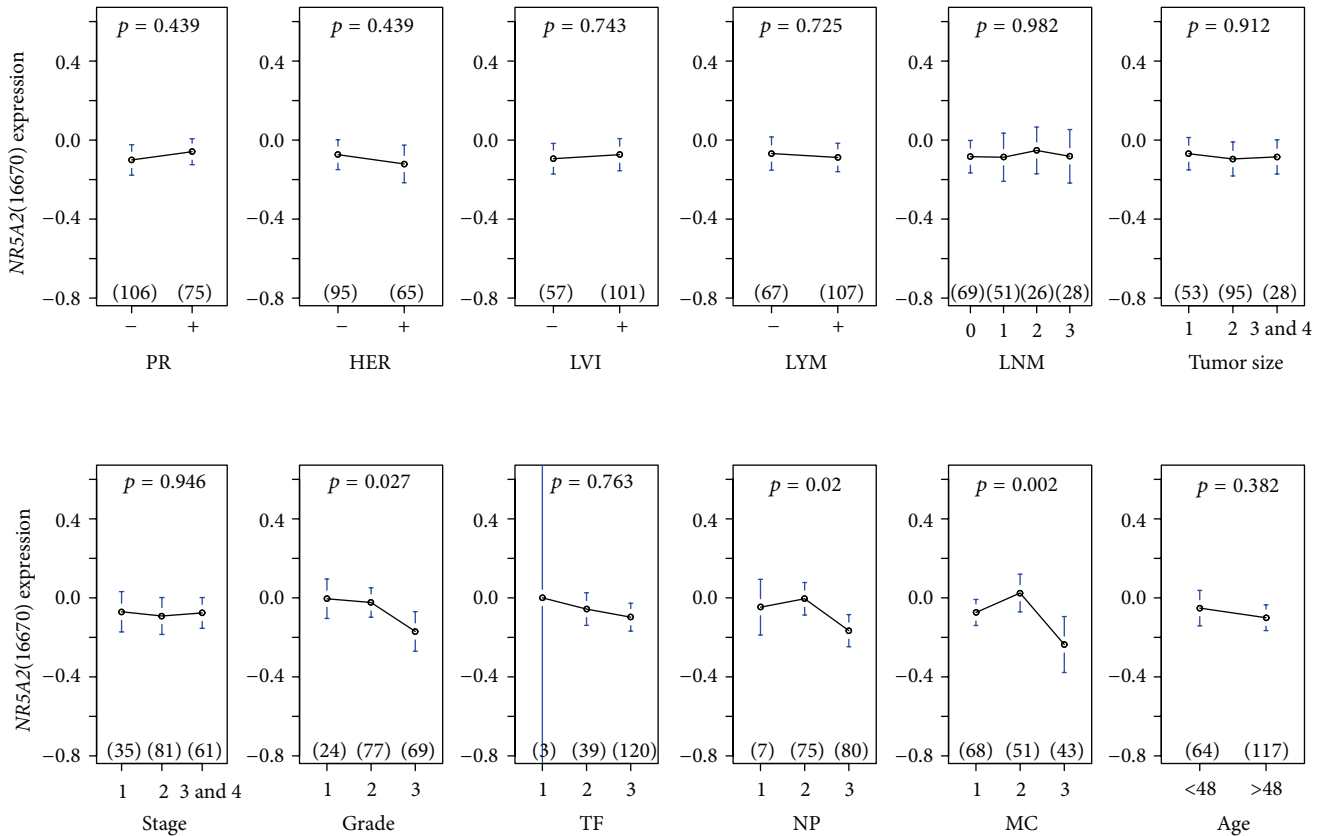 NR5A2(16670) expression
p = 0.439
0.4
0.0
−0.4
−0.8
(106) (75)
− +
PR
p = 0.439
0.4
0.0
−0.4
−0.8
(95) (65)
− +
HER
p = 0.743
0.4
0.0
−0.4
−0.8
(57) (101)
− +
LVI
p = 0.725
0.4
0.0
−0.4
−0.8
(67) (107)
− +
LYM
p = 0.982
0.4
0.0
−0.4
−0.8
(69)(51)(26)(28)
0 1 2 3
LNM
p = 0.912
0.4
0.0
−0.4
−0.8
(53) (95) (28)
1 2 3 and 4
Tumor size
NR5A2(16670) expression
p = 0.946
0.4
0.0
−0.4
−0.8
(35) (81) (61)
1 2 3 and 4
Stage
p = 0.027
0.4
0.0
−0.4
−0.8
(24) (77) (69)
1 2 3
Grade
p = 0.763
0.4
0.0
−0.4
−0.8
(3) (39) (120)
1 2 3
TF
p = 0.02
0.4
0.0
−0.4
−0.8
(7) (75) (80)
1 2 3
NP
p = 0.002
0.4
0.0
−0.4
−0.8
(68) (51) (43)
1 2 3
MC
p = 0.382
0.4
0.0
−0.4
−0.8
(64) (117)
<48 >48
Age